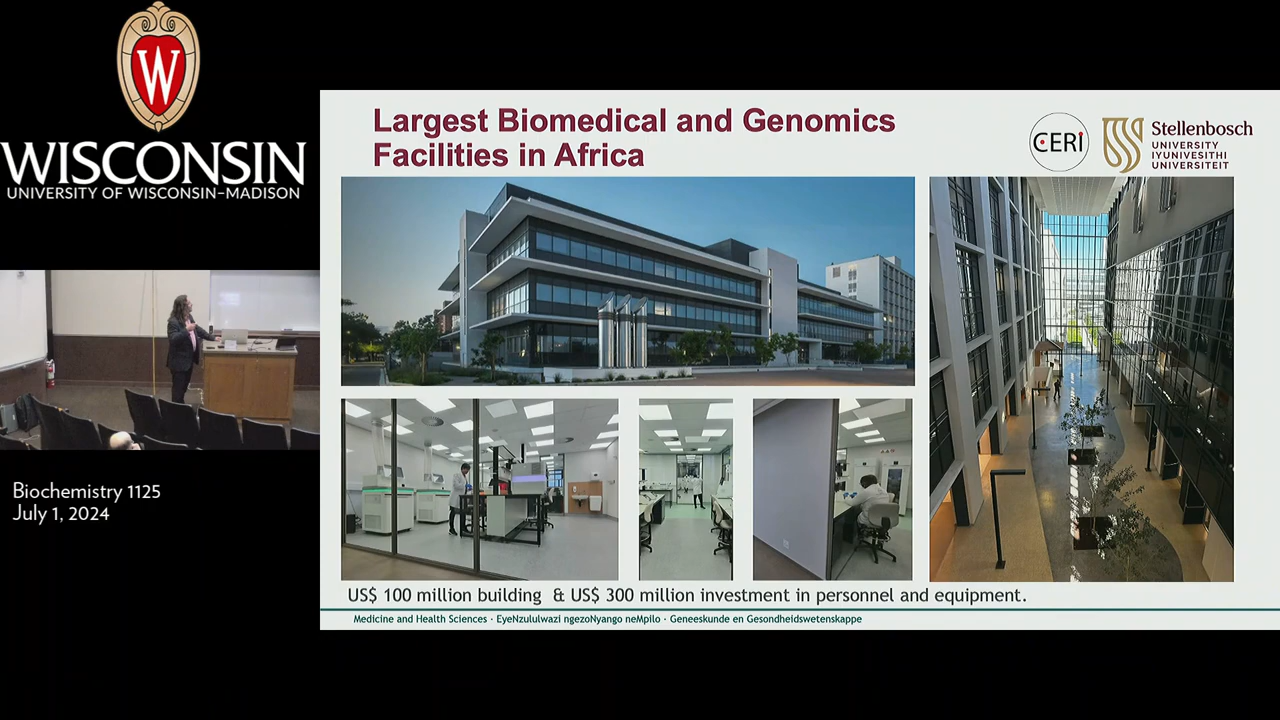 W
WISCONSIN
UNIVERSITY OF WISCONSIN–MADISON
Biochemistry 1125
July 1, 2024
Largest Biomedical and Genomics
Facilities in Africa
CERI
Stellenbosch
UNIVERSITY
IYUNIVESITHI
UNIVERSITEIT
US$ 100 million building & US$ 300 million investment in personnel and equipment.
Medicine and Health Sciences · EyeNzululwazi ngezoNyango neMpilo · Geneeskunde en Gesondheidswetenskappe